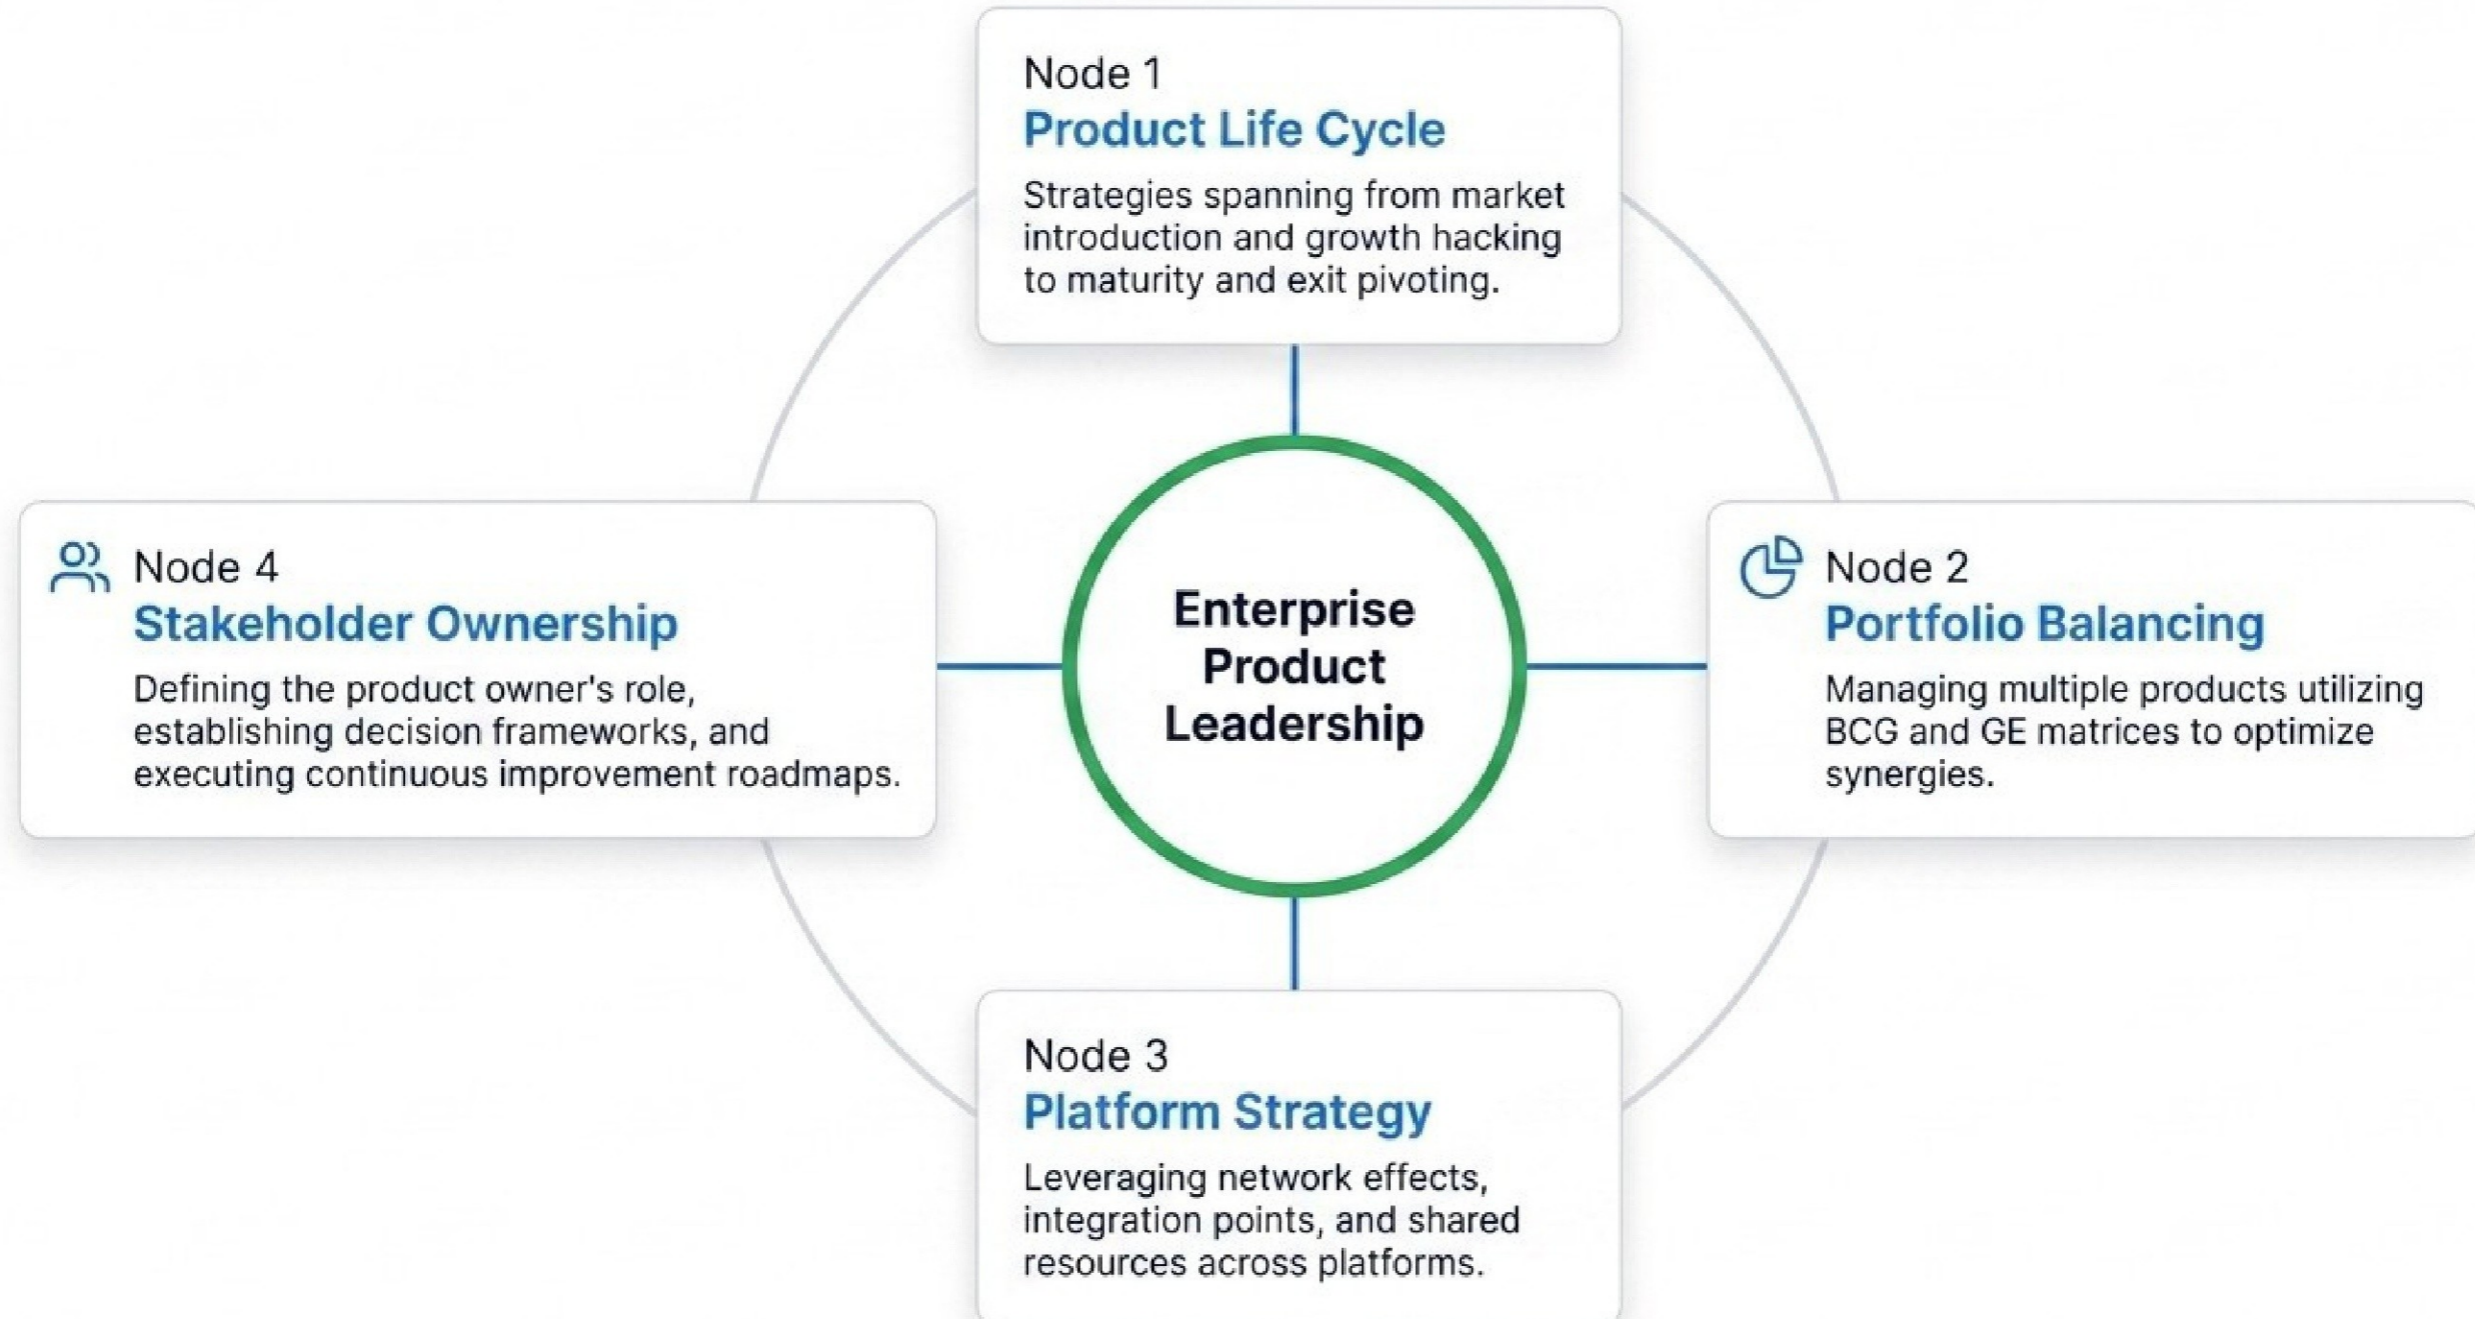 Node 1
Product Life Cycle
Strategies spanning from market
introduction and growth hacking
to maturity and exit pivoting.
Node 4
Stakeholder Ownership
Defining the product owner's role,
establishing decision frameworks, and
executing continuous improvement roadmaps.
Enterprise
Product
Leadership
Node 2
Portfolio Balancing
Managing multiple products utilizing
BCG and GE matrices to optimize
synergies.
Node 3
Platform Strategy
Leveraging network effects,
integration points, and shared
resources across platforms.